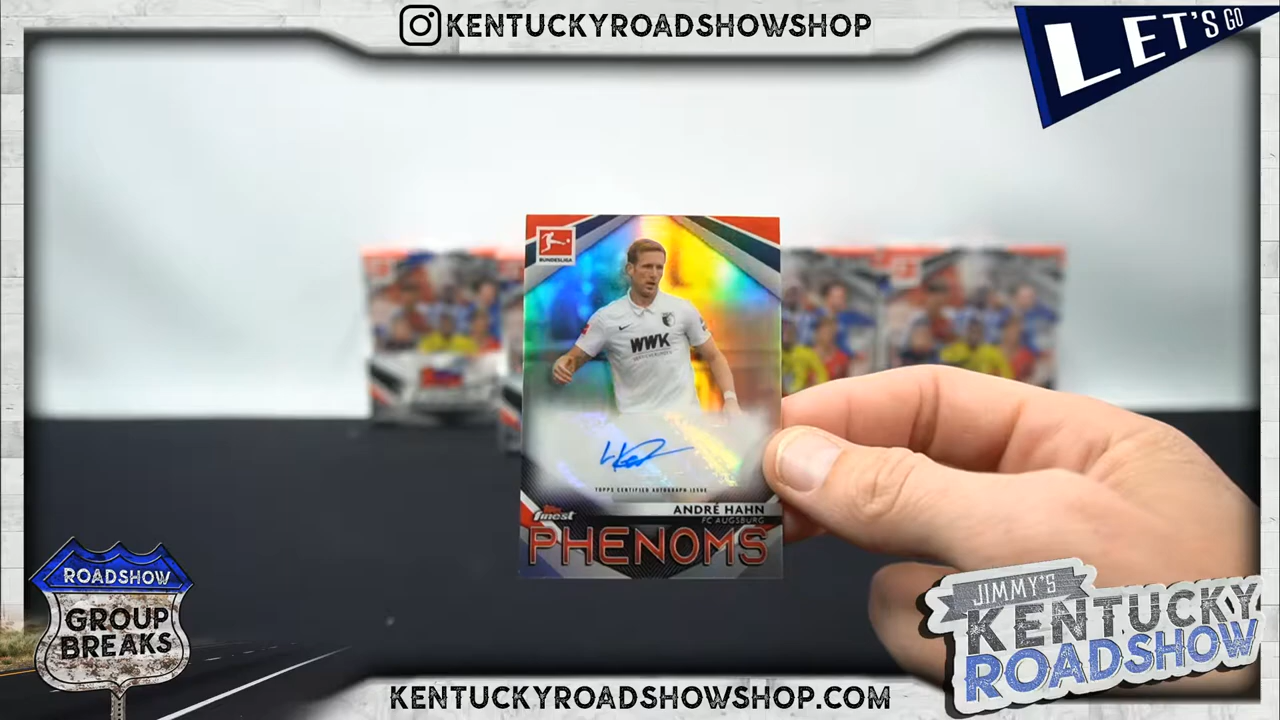 KENTUCKYROADSHOWSHOP
LET'S GO
BUNDESLIGA
WWK
TOPPS CERTIFIED AUTOGRAPH ISSUE
ANDRÉ HAHN
FC AUGSBURG
Topps finest
PHENOMS
ROADSHOW
GROUP
BREAKS
JIMMY'S
KENTUCKY
ROADSHOW
KENTUCKYROADSHOWSHOP.COM